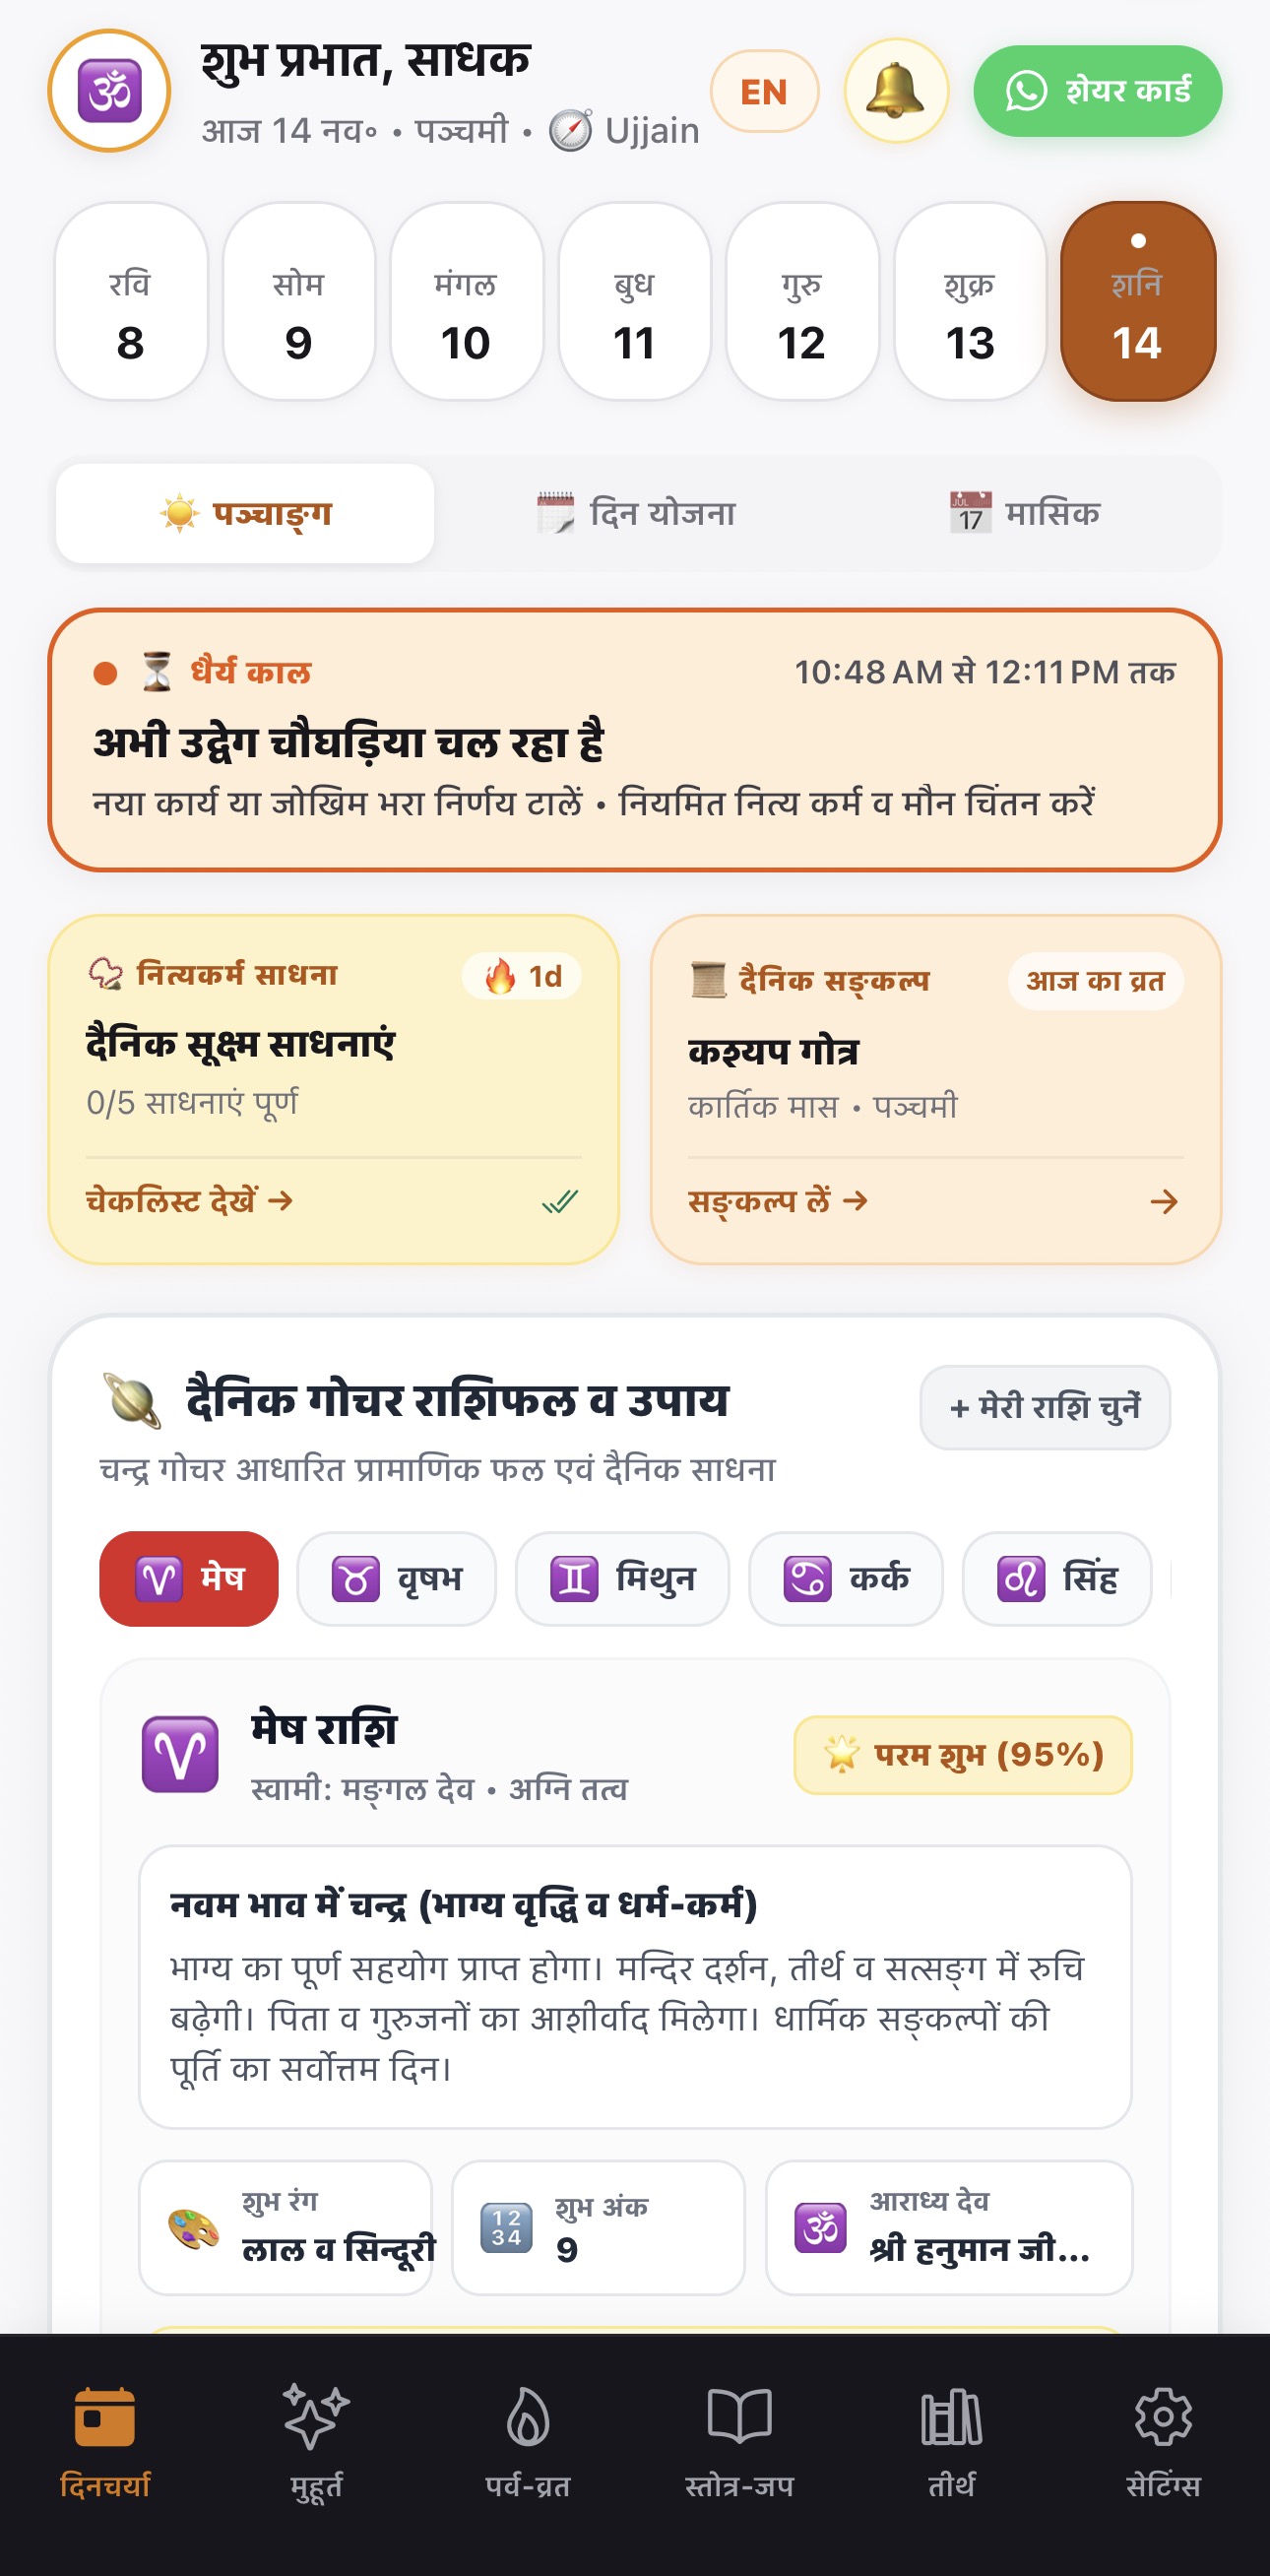 शुभ प्रभात, साधक
आज 14 नव॰ • पञ्चमी • Ujjain
EN
शेयर कार्ड
रवि
8
सोम
9
मंगल
10
बुध
11
गुरु
12
शुक्र
13
शनि
14
पञ्चाङ्ग
दिन योजना
मासिक
धैर्य काल
10:48 AM से 12:11 PM तक
अभी उद्वेग चौघड़िया चल रहा है
नया कार्य या जोखिम भरा निर्णय टालें • नियमित नित्य कर्म व मौन चिंतन करें
नित्यकर्म साधना
1d
दैनिक सूक्ष्म साधनाएं
0/5 साधनाएं पूर्ण
चेकलिस्ट देखें →
दैनिक सङ्कल्प
आज का व्रत
कश्यप गोत्र
कार्तिक मास • पञ्चमी
सङ्कल्प लें →
दैनिक गोचर राशिफल व उपाय
+ मेरी राशि चुनें
चन्द्र गोचर आधारित प्रामाणिक फल एवं दैनिक साधना
मेष
वृषभ
मिथुन
कर्क
सिंह
मेष राशि
स्वामी: मङ्गल देव • अग्नि तत्व
परम शुभ (95%)
नवम भाव में चन्द्र (भाग्य वृद्धि व धर्म-कर्म)
भाग्य का पूर्ण सहयोग प्राप्त होगा। मन्दिर दर्शन, तीर्थ व सत्सङ्ग में रुचि
बढ़ेगी। पिता व गुरुजनों का आशीर्वाद मिलेगा। धार्मिक सङ्कल्पों की
पूर्ति का सर्वोत्तम दिन।
शुभ रंग
लाल व सिन्दूरी
शुभ अंक
9
आराध्य देव
श्री हनुमान जी...
दिनचर्या
मुहूर्त
पर्व-व्रत
स्तोत्र-जप
तीर्थ
सेटिंग्स